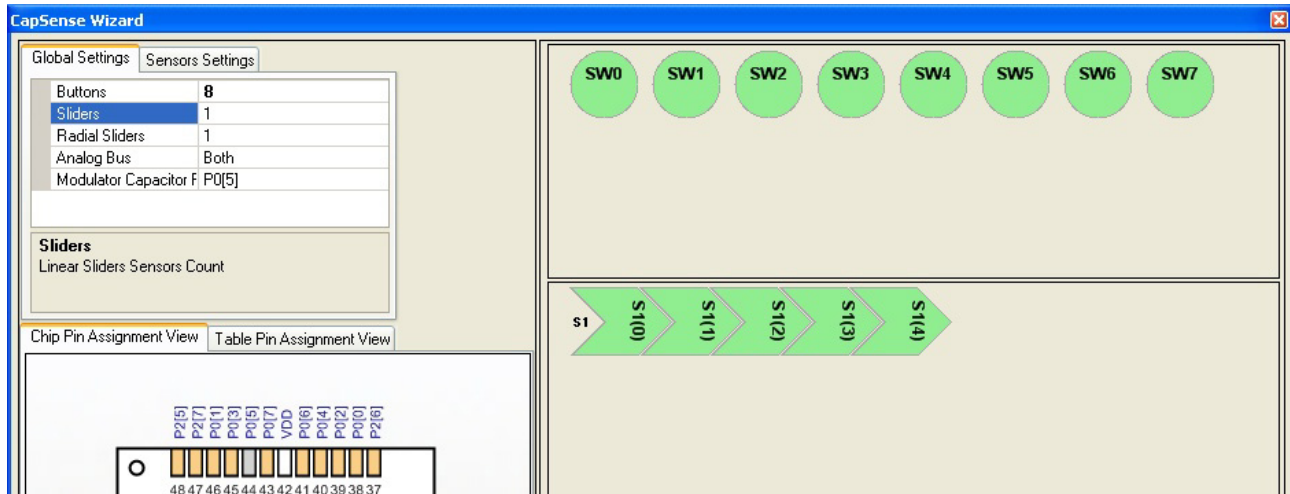 CapSense Wizard
Global Settings Sensors Settings
Buttons 8
Sliders 1
Radial Sliders 1
Analog Bus Both
Modulator Capacitor P P0[5]
Sliders
Linear Sliders Sensors Count
Chip Pin Assignment View Table Pin Assignment View
P2[5] P2[7] P0[1] P0[3] P0[5] P0[7] VDD P0[6] P0[4] P0[2] P0[0] P2[6]
48 47 46 45 44 43 42 41 40 39 38 37
SW0 SW1 SW2 SW3 SW4 SW5 SW6 SW7
S1 S1(0) S1(1) S1(2) S1(3) S1(4)